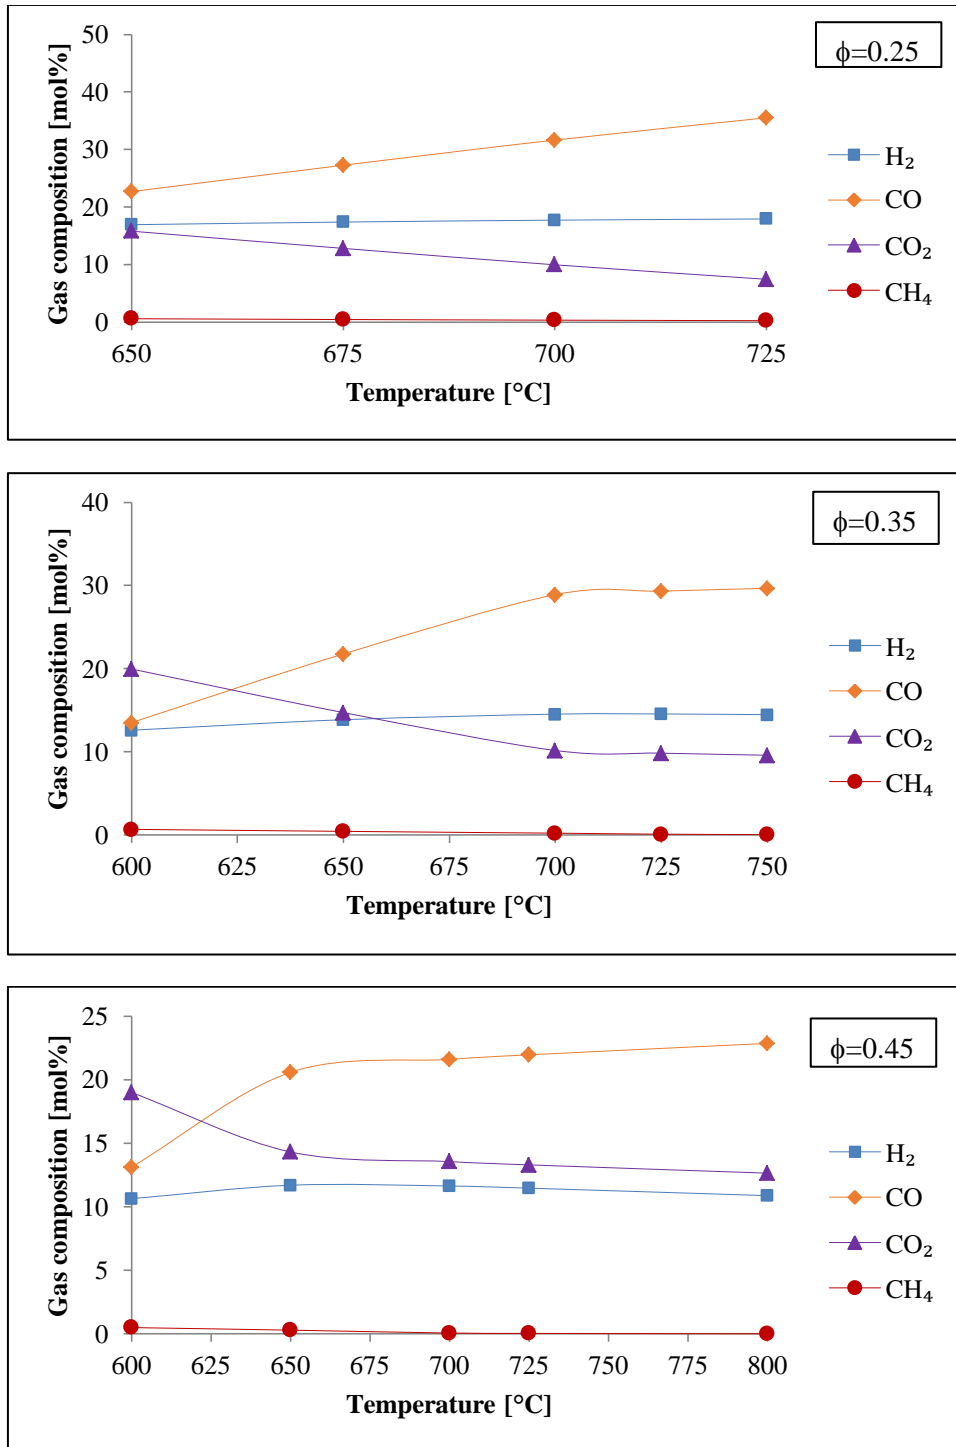 ϕ=0.25
Gas composition [mol%]
50
40
30
20
10
0
650 675 700 725
Temperature [°C]
H₂
CO
CO₂
CH₄
ϕ=0.35
Gas composition [mol%]
40
30
20
10
0
600 625 650 675 700 725 750
Temperature [°C]
H₂
CO
CO₂
CH₄
ϕ=0.45
Gas composition [mol%]
25
20
15
10
5
0
600 625 650 675 700 725 750 775 800
Temperature [°C]
H₂
CO
CO₂
CH₄